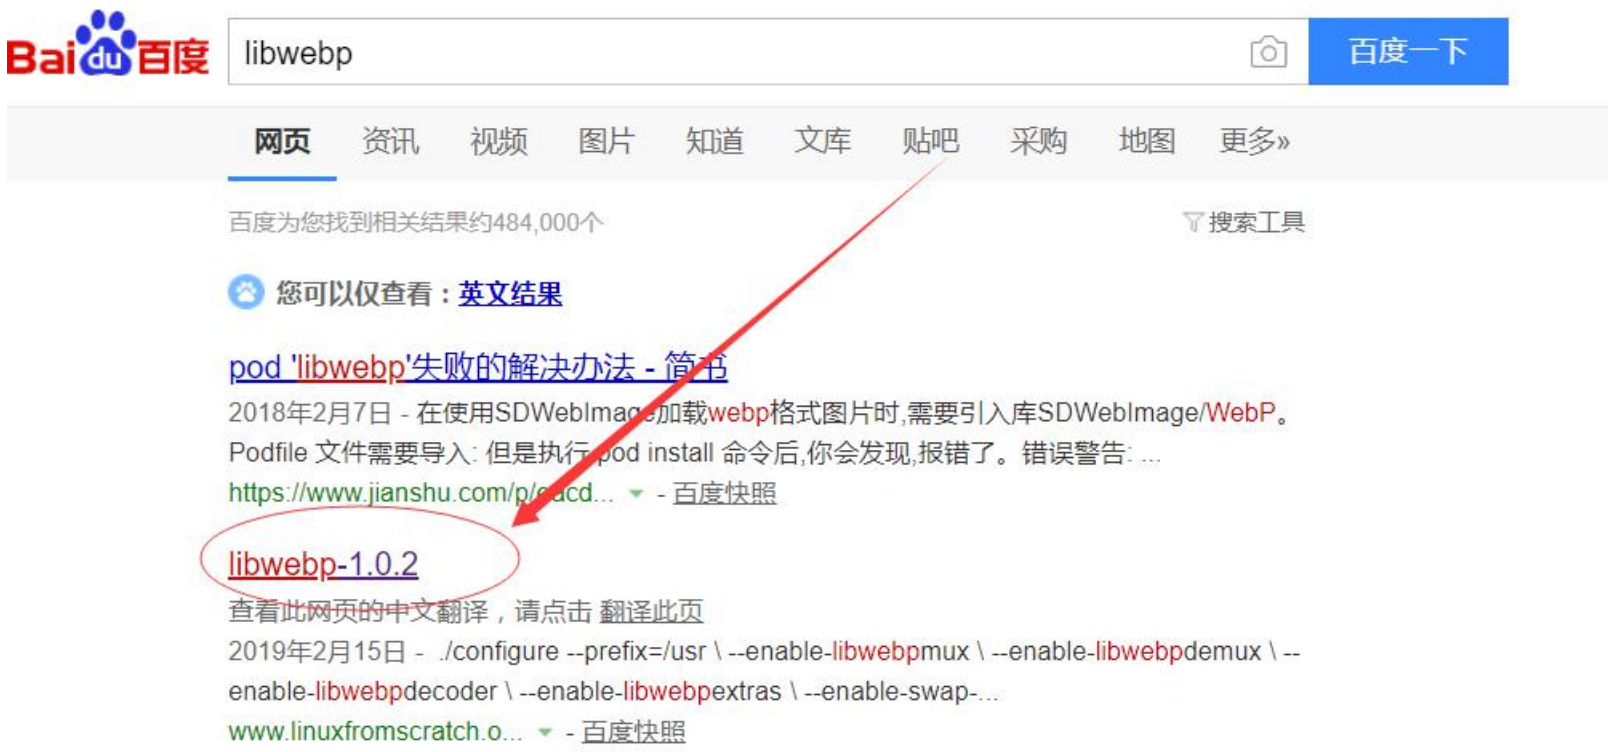 Bai du 百度 libwebp 百度一下
网页 资讯 视频 图片 知道 文库 贴吧 采购 地图 更多»
百度为您找到相关结果约484,000个 搜索工具
您可以仅查看：英文结果
pod 'libwebp'失败的解决办法 - 简书
2018年2月7日 - 在使用SDWebImage加载webp格式图片时,需要引入库SDWebImage/WebP。
Podfile 文件需要导入: 但是执行 pod install 命令后,你会发现,报错了。错误警告: ...
https://www.jianshu.com/p/eacd... - 百度快照
libwebp-1.0.2
查看此网页的中文翻译，请点击 翻译此页
2019年2月15日 - ./configure --prefix=/usr \ --enable-libwebpmux \ --enable-libwebpdemux \ --
enable-libwebpdecoder \ --enable-libwebpextras \ --enable-swap-...
www.linuxfromscratch.o... - 百度快照